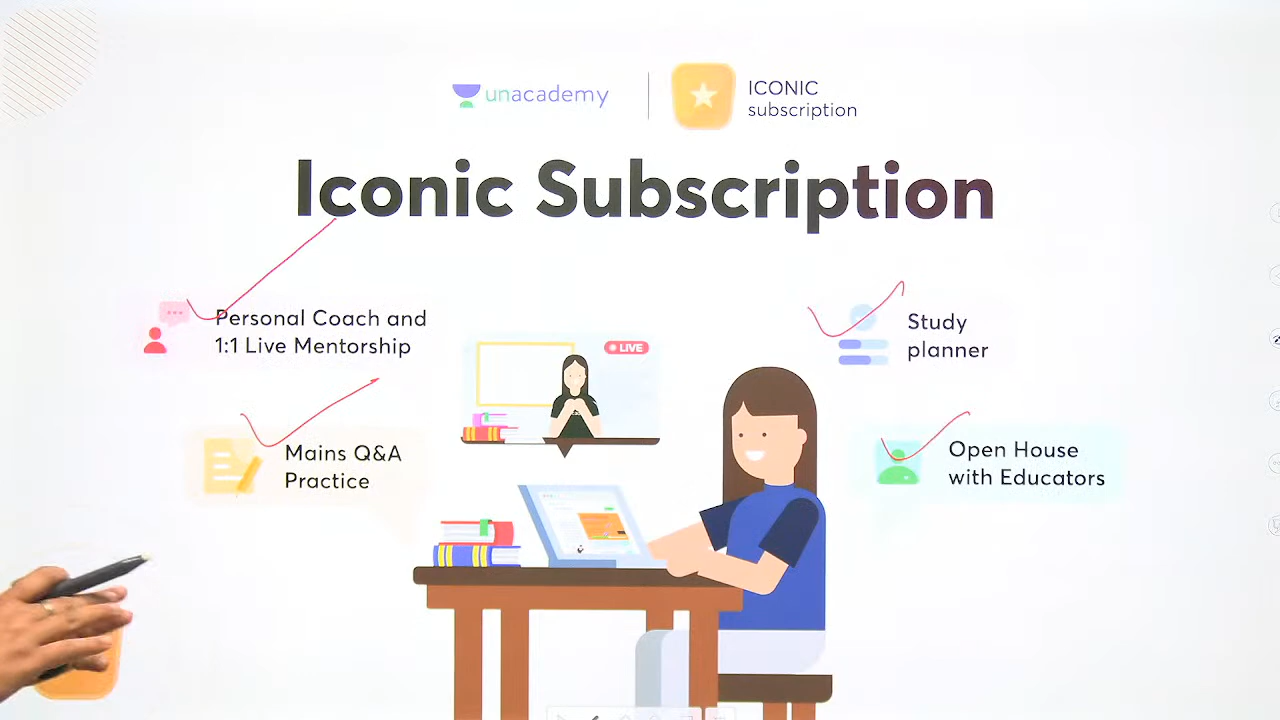 unacademy
ICONIC
subscription
Iconic Subscription
Personal Coach and
1:1 Live Mentorship
Study
planner
LIVE
Mains Q&A
Practice
Open House
with Educators